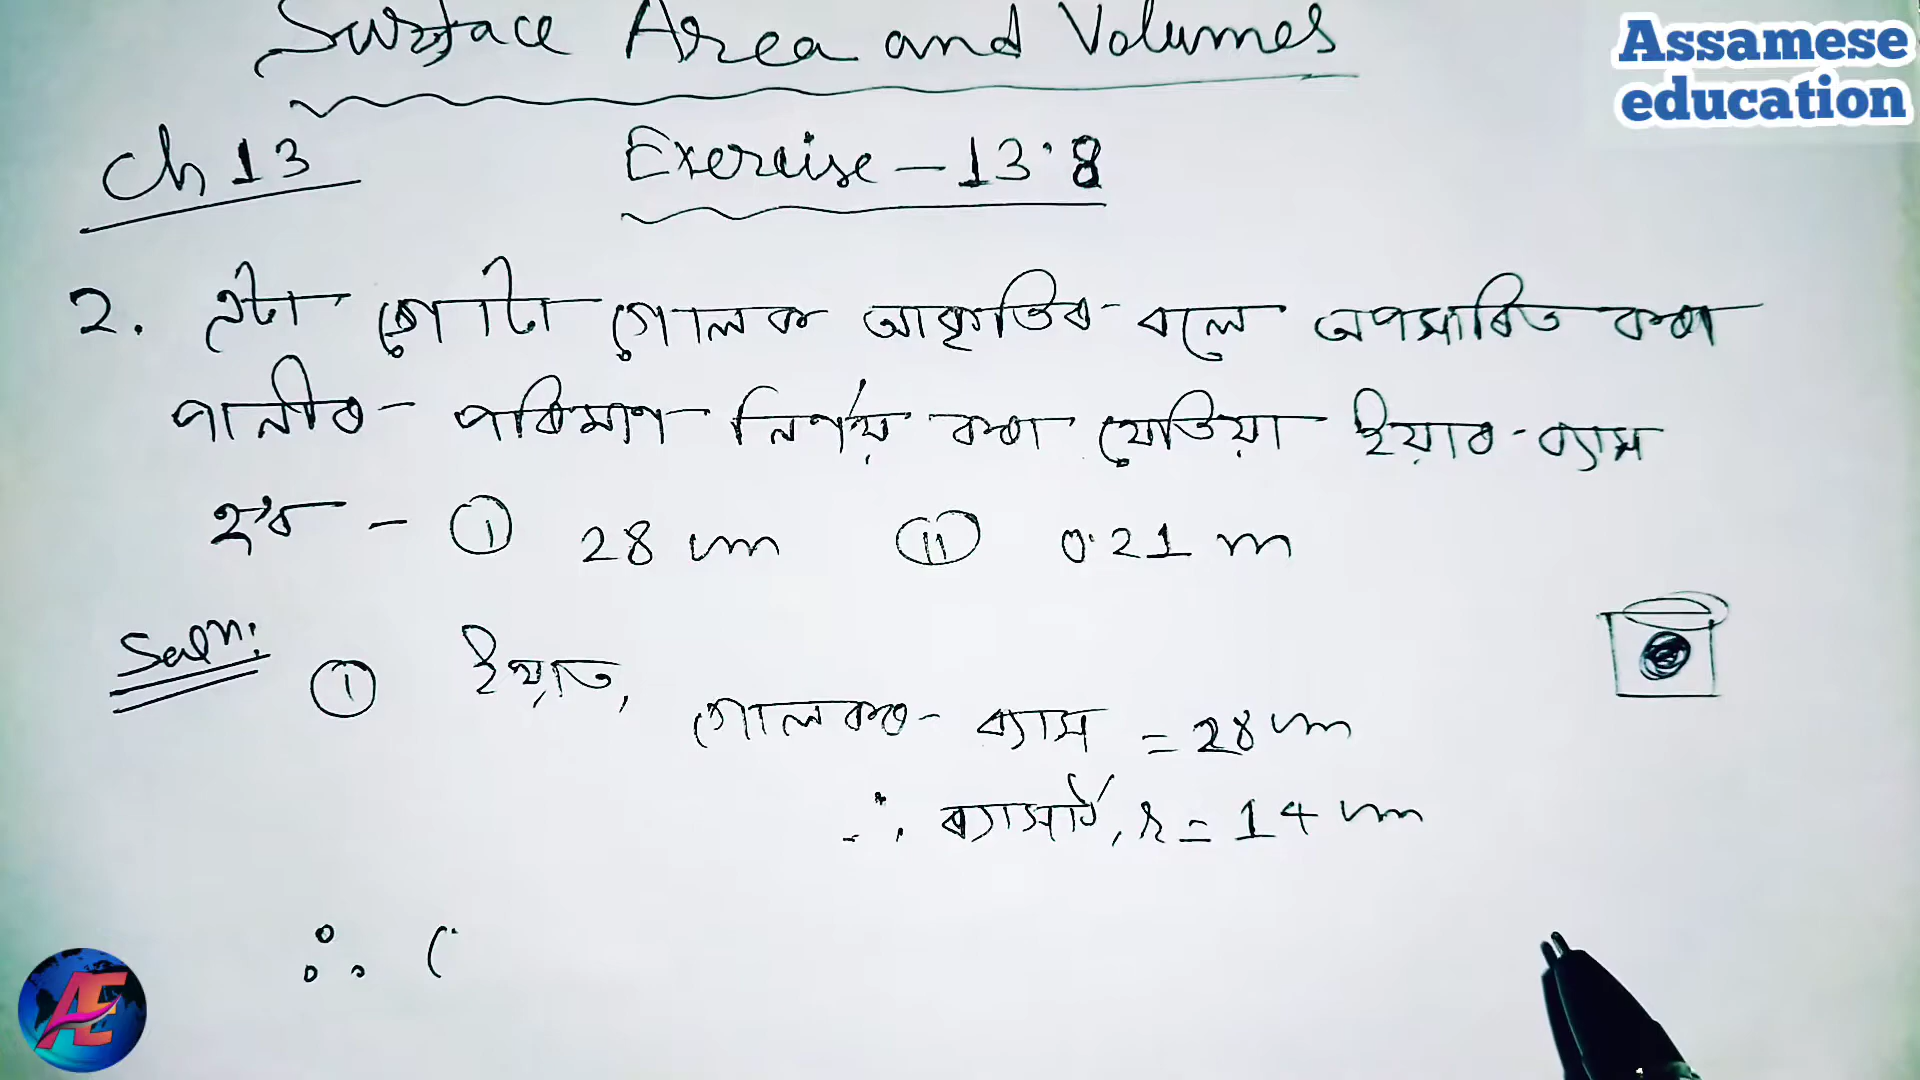 Surface Area and Volumes
Assamese
education
Ch 13
Exercise - 13.8
2. এটা গোটা গোলক আকৃতিৰ বলে অপসাৰিত কৰা
পানীৰ পৰিমাণ নিৰ্ণয় কৰা যেতিয়া ইয়াৰ ব্যাস
হ'ব - (i) 28 cm (ii) 0.21 m
Soln:
(i) ইয়াত,
গোলকৰ ব্যাস = 28 cm
∴ ব্যাসাৰ্ধ, r = 14 cm
∴ (
AE